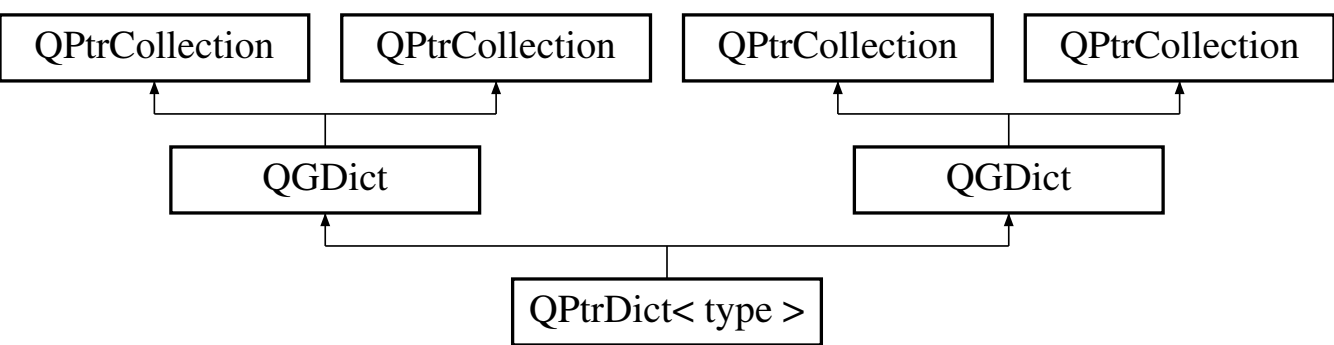 QPtrCollection
QPtrCollection
QPtrCollection
QPtrCollection
QGDict
QGDict
QPtrDict< type >